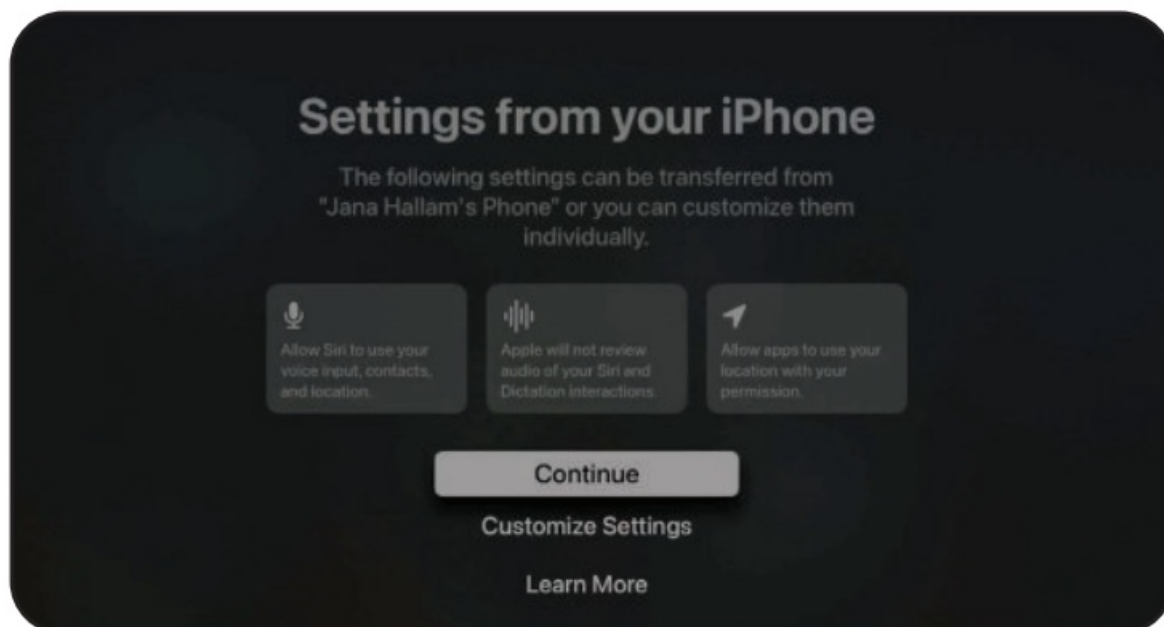 Settings from your iPhone
The following settings can be transferred from
"Jana Hallam's Phone" or you can customize them
individually.
Allow Siri to use your
voice input, contacts,
and location.
Apple will not review
audio of your Siri and
Dictation interactions.
Allow apps to use your
location with your
permission.
Continue
Customize Settings
Learn More